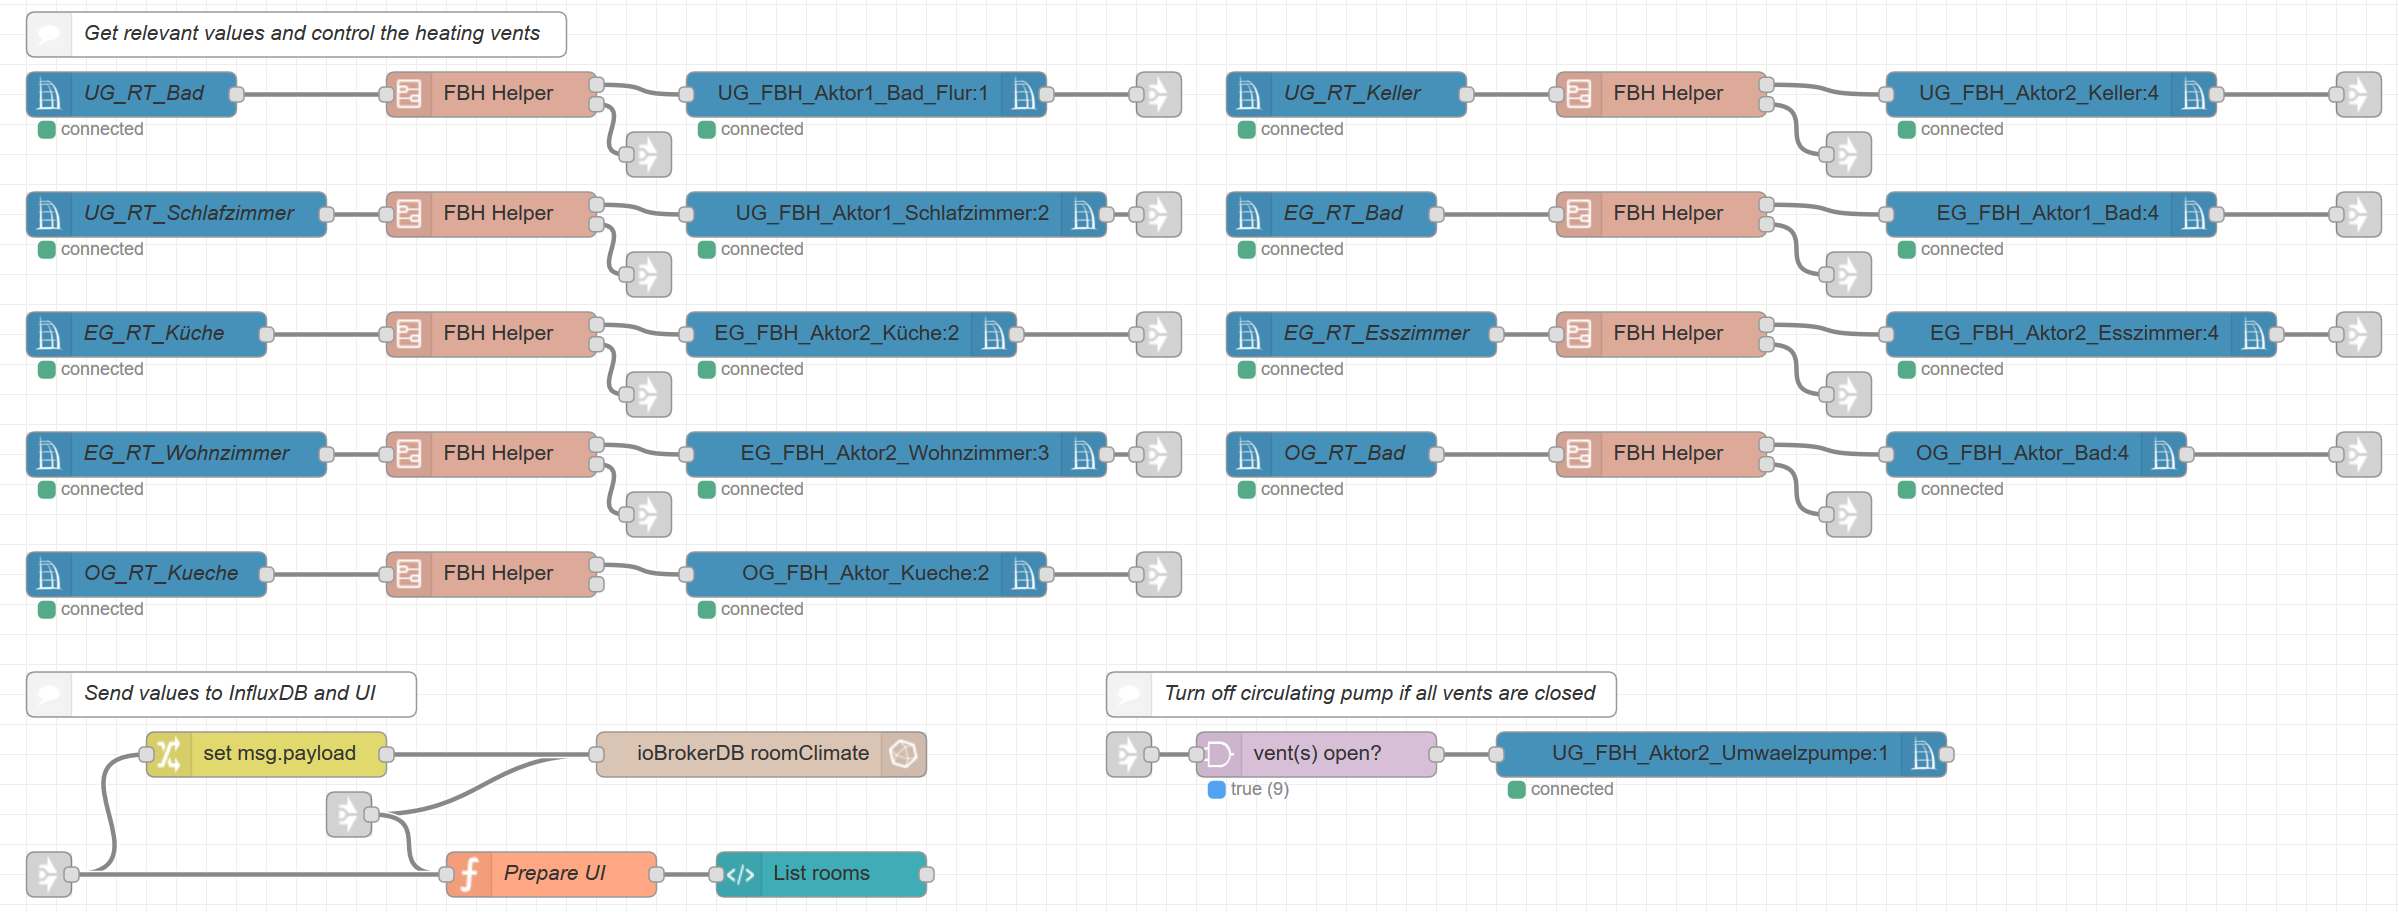 Get relevant values and control the heating vents
UG_RT_Bad
FBH Helper
UG_FBH_Aktor1_Bad_Flur:1
UG_RT_Keller
FBH Helper
UG_FBH_Aktor2_Keller:4
connected
connected
connected
connected
UG_RT_Schlafzimmer
FBH Helper
UG_FBH_Aktor1_Schlafzimmer:2
EG_RT_Bad
FBH Helper
EG_FBH_Aktor1_Bad:4
connected
connected
connected
connected
EG_RT_Küche
FBH Helper
EG_FBH_Aktor2_Küche:2
EG_RT_Esszimmer
FBH Helper
EG_FBH_Aktor2_Esszimmer:4
connected
connected
connected
connected
EG_RT_Wohnzimmer
FBH Helper
EG_FBH_Aktor2_Wohnzimmer:3
OG_RT_Bad
FBH Helper
OG_FBH_Aktor_Bad:4
connected
connected
connected
connected
OG_RT_Kueche
FBH Helper
OG_FBH_Aktor_Kueche:2
connected
connected
Send values to InfluxDB and UI
Turn off circulating pump if all vents are closed
set msg.payload
ioBrokerDB roomClimate
vent(s) open?
UG_FBH_Aktor2_Umwaelzpumpe:1
true (9)
connected
Prepare UI
List rooms